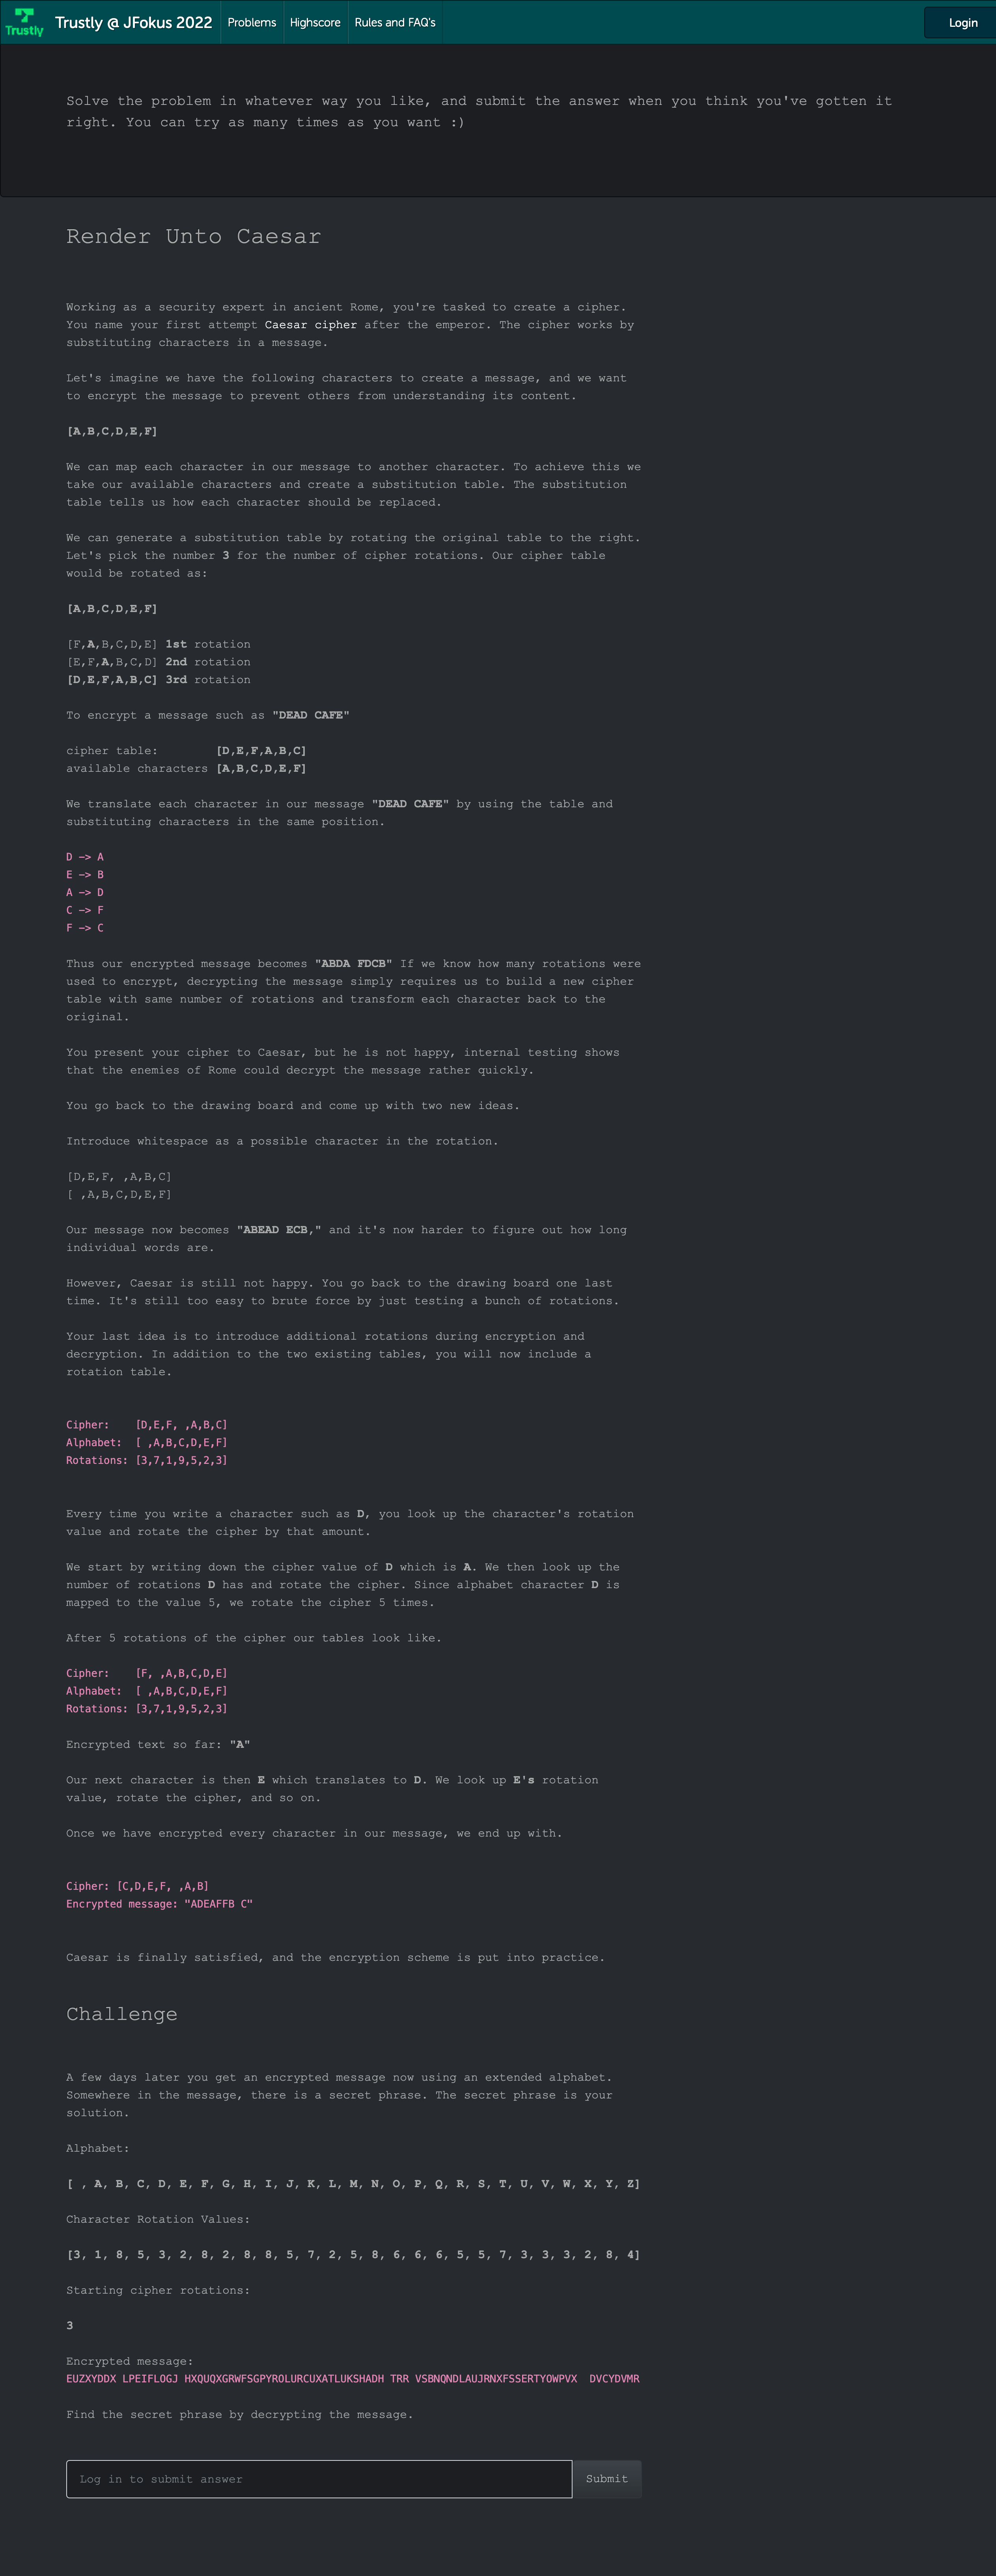 Trustly
Trustly @ JFokus 2022
Problems
Highscore
Rules and FAQ's
Login
Solve the problem in whatever way you like, and submit the answer when you think you've gotten it
right. You can try as many times as you want :)
Render Unto Caesar
Working as a security expert in ancient Rome, you're tasked to create a cipher.
You name your first attempt Caesar cipher after the emperor. The cipher works by
substituting characters in a message.
Let's imagine we have the following characters to create a message, and we want
to encrypt the message to prevent others from understanding its content.
[A,B,C,D,E,F]
We can map each character in our message to another character. To achieve this we
take our available characters and create a substitution table. The substitution
table tells us how each character should be replaced.
We can generate a substitution table by rotating the original table to the right.
Let's pick the number 3 for the number of cipher rotations. Our cipher table
would be rotated as:
[A,B,C,D,E,F]
[F,A,B,C,D,E] 1st rotation
[E,F,A,B,C,D] 2nd rotation
[D,E,F,A,B,C] 3rd rotation
To encrypt a message such as "DEAD CAFE"
cipher table: [D,E,F,A,B,C]
available characters [A,B,C,D,E,F]
We translate each character in our message "DEAD CAFE" by using the table and
substituting characters in the same position.
D -> A
E -> B
A -> D
C -> F
F -> C
Thus our encrypted message becomes "ABDA FDCB" If we know how many rotations were
used to encrypt, decrypting the message simply requires us to build a new cipher
table with same number of rotations and transform each character back to the
original.
You present your cipher to Caesar, but he is not happy, internal testing shows
that the enemies of Rome could decrypt the message rather quickly.
You go back to the drawing board and come up with two new ideas.
Introduce whitespace as a possible character in the rotation.
[D,E,F, ,A,B,C]
[ ,A,B,C,D,E,F]
Our message now becomes "ABEAD ECB," and it's now harder to figure out how long
individual words are.
However, Caesar is still not happy. You go back to the drawing board one last
time. It's still too easy to brute force by just testing a bunch of rotations.
Your last idea is to introduce additional rotations during encryption and
decryption. In addition to the two existing tables, you will now include a
rotation table.
Cipher: [D,E,F, ,A,B,C]
Alphabet: [ ,A,B,C,D,E,F]
Rotations: [3,7,1,9,5,2,3]
Every time you write a character such as D, you look up the character's rotation
value and rotate the cipher by that amount.
We start by writing down the cipher value of D which is A. We then look up the
number of rotations D has and rotate the cipher. Since alphabet character D is
mapped to the value 5, we rotate the cipher 5 times.
After 5 rotations of the cipher our tables look like.
Cipher: [F, ,A,B,C,D,E]
Alphabet: [ ,A,B,C,D,E,F]
Rotations: [3,7,1,9,5,2,3]
Encrypted text so far: "A"
Our next character is then E which translates to D. We look up E's rotation
value, rotate the cipher, and so on.
Once we have encrypted every character in our message, we end up with.
Cipher: [C,D,E,F, ,A,B]
Encrypted message: "ADEAFFB C"
Caesar is finally satisfied, and the encryption scheme is put into practice.
Challenge
A few days later you get an encrypted message now using an extended alphabet.
Somewhere in the message, there is a secret phrase. The secret phrase is your
solution.
Alphabet:
[ , A, B, C, D, E, F, G, H, I, J, K, L, M, N, O, P, Q, R, S, T, U, V, W, X, Y, Z]
Character Rotation Values:
[3, 1, 8, 5, 3, 2, 8, 2, 8, 8, 5, 7, 2, 5, 8, 6, 6, 6, 5, 5, 7, 3, 3, 3, 2, 8, 4]
Starting cipher rotations:
3
Encrypted message:
EUZXYDDX LPEIFLOGJ HXQUQXGRWFSGPYROLURCUXATLUKSHADH TRR VSBNQNDLAUJRNXFSSERTYOWPVX  DVCYDVMR
Find the secret phrase by decrypting the message.
Log in to submit answer
Submit